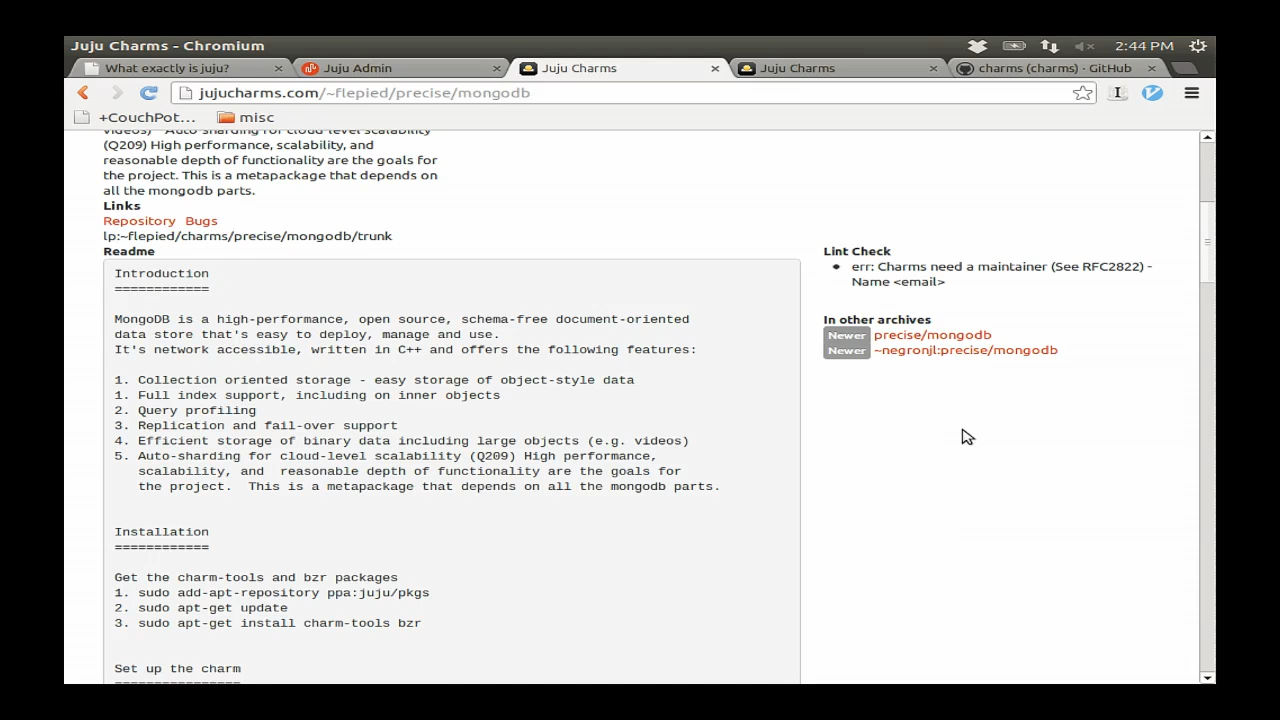 Juju Charms - Chromium
2:44 PM
What exactly is juju?
Juju Admin
Juju Charms
Juju Charms
charms (charms) · GitHub
jujucharms.com/~flepied/precise/mongodb
+CouchPot...
misc
videos) Auto-sharding for cloud-level scalability
(Q209) High performance, scalability, and
reasonable depth of functionality are the goals for
the project. This is a metapackage that depends on
all the mongodb parts.
Links
Repository Bugs
lp:~flepied/charms/precise/mongodb/trunk
Readme
Introduction
============
MongoDB is a high-performance, open source, schema-free document-oriented
data store that's easy to deploy, manage and use.
It's network accessible, written in C++ and offers the following features:
1. Collection oriented storage - easy storage of object-style data
1. Full index support, including on inner objects
2. Query profiling
3. Replication and fail-over support
4. Efficient storage of binary data including large objects (e.g. videos)
5. Auto-sharding for cloud-level scalability (Q209) High performance,
scalability, and  reasonable depth of functionality are the goals for
the project.  This is a metapackage that depends on all the mongodb parts.
Installation
============
Get the charm-tools and bzr packages
1. sudo add-apt-repository ppa:juju/pkgs
2. sudo apt-get update
3. sudo apt-get install charm-tools bzr
Set up the charm
================
Lint Check
• err: Charms need a maintainer (See RFC2822) -
Name <email>
In other archives
Newer precise/mongodb
Newer ~negronjl:precise/mongodb